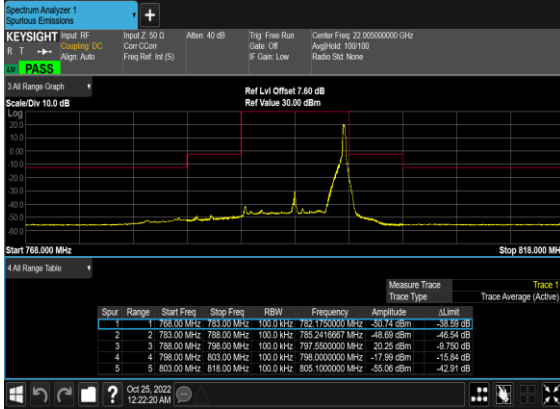 Spectrum Analyzer 1
Spurious Emissions
+
KEYSIGHT Input: RF Input Z: 50 Ω Atten: 40 dB Trig: Free Run Center Freq: 22.005000000 GHz
R T Coupling: DC Corr CCorr Gate: Off Avg|Hold: 100/100
Align: Auto Freq Ref: Int (S) IF Gain: Low Radio Std: None
PASS
3 All Range Graph
Ref Lvl Offset 7.60 dB
Scale/Div 10.0 dB Ref Value 30.00 dBm
Log
20.0
10.0
0.00
-10.0
-20.0
-30.0
-40.0
-50.0
-60.0
Start 768.000 MHz Stop 818.000 MH
4 All Range Table
Measure Trace Trace 1
Trace Type Trace Average (Active)
Spur Range Start Freq Stop Freq RBW Frequency Amplitude ΔLimit
1 1 768.00 MHz 783.00 MHz 100.0 kHz 782.1750000 MHz -50.74 dBm -38.59 dB
2 2 783.00 MHz 788.00 MHz 100.0 kHz 785.2416667 MHz -48.69 dBm -46.54 dB
3 3 788.00 MHz 798.00 MHz 100.0 kHz 797.5550000 MHz 20.25 dBm -9.750 dB
4 4 798.00 MHz 803.00 MHz 100.0 kHz 798.0000000 MHz -17.99 dBm -15.84 dB
5 5 803.00 MHz 818.00 MHz 100.0 kHz 805.1000000 MHz -55.06 dBm -42.91 dB
?
Oct 25, 2022
12:22:20 AM